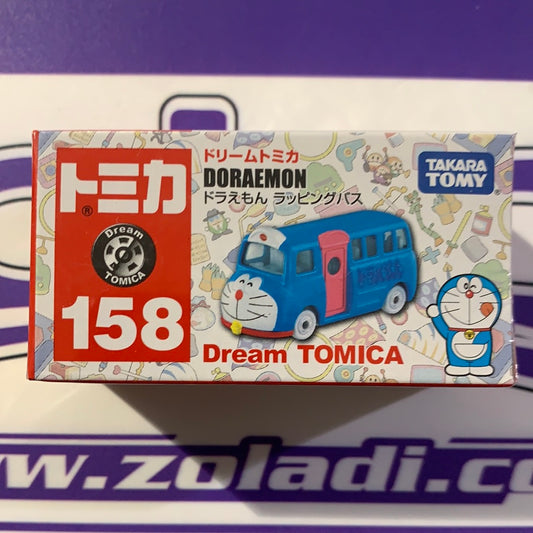 トミカ
®
Dream
TOMICA
158
ドリームトミカ
DORAEMON
ドラえもん ラッピングバス
Dream TOMICA
TAKARA
TOMY
www.zoladi.co